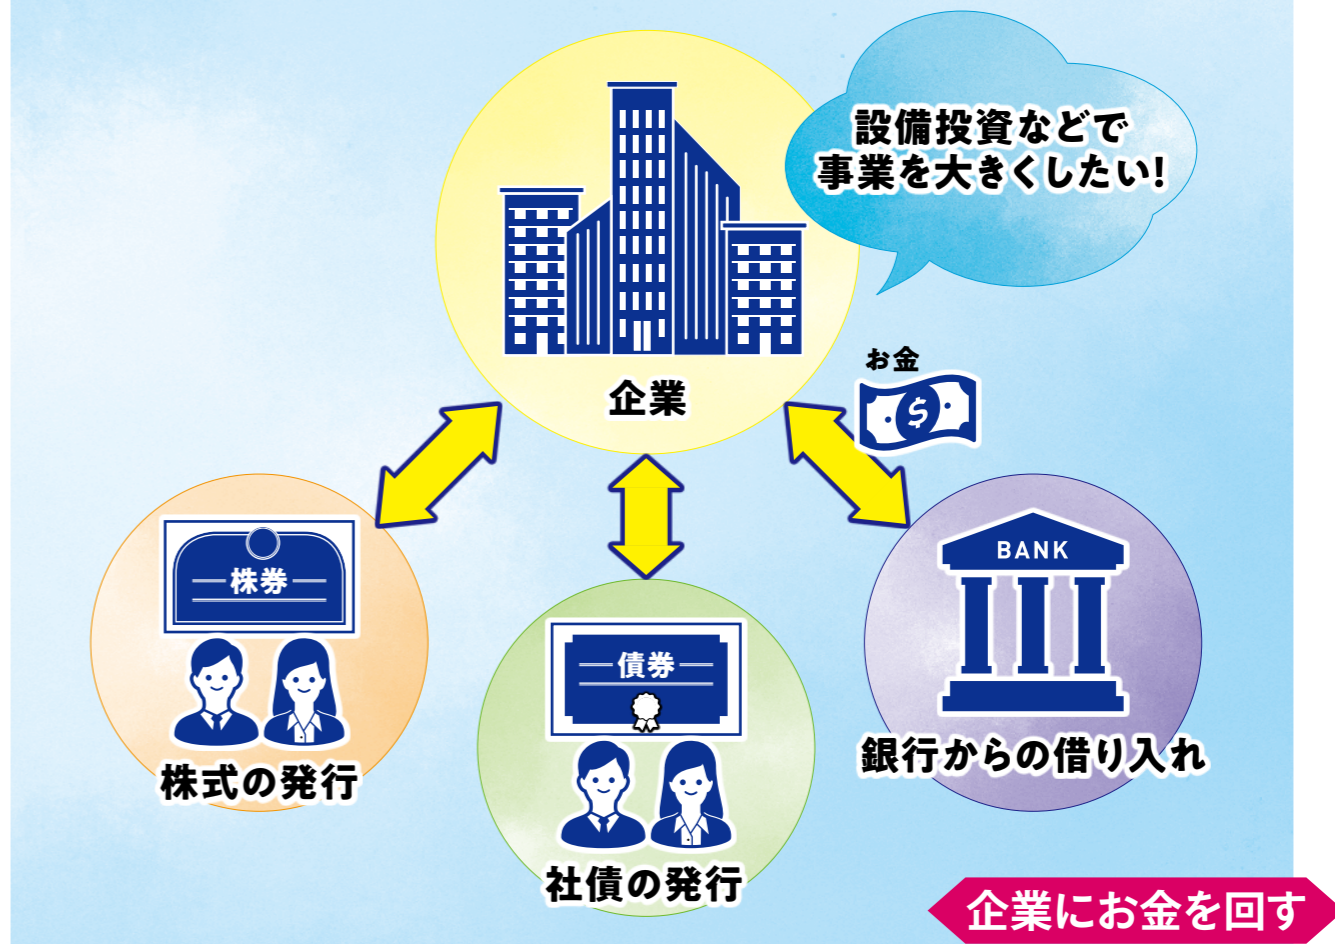 設備投資などで
事業を大きくしたい!
企業
お金
$
BANK
株券
債券
銀行からの借り入れ
株式の発行
社債の発行
企業にお金を回す